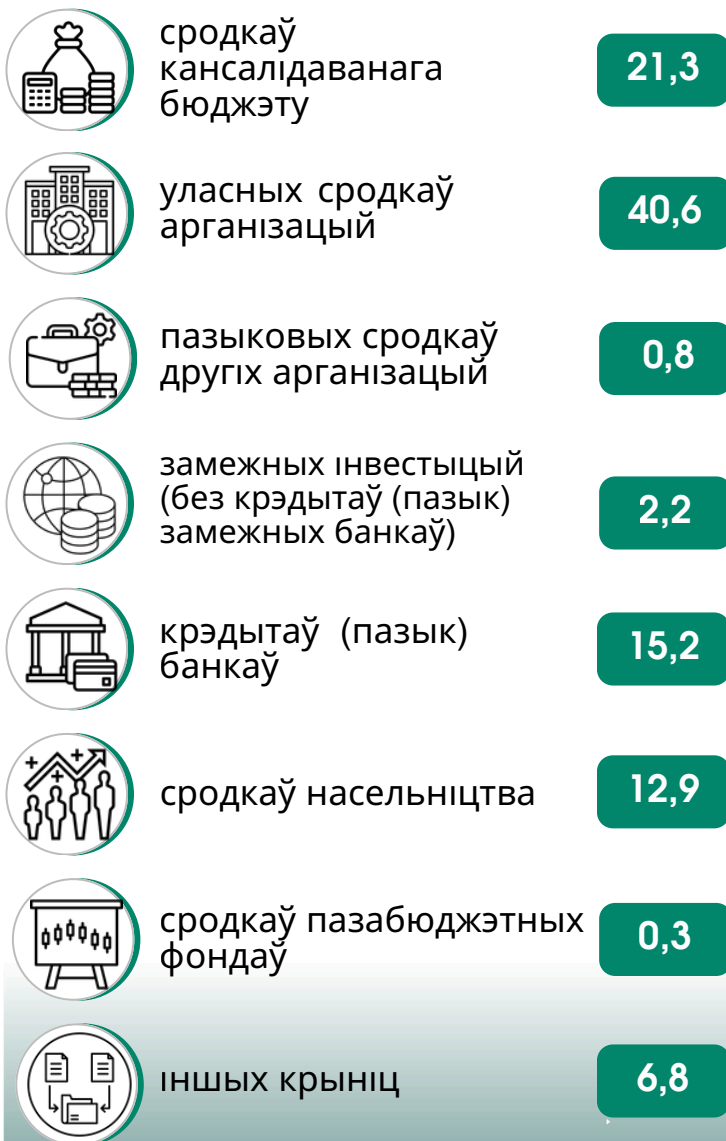 сродкаў
кансалідаванага
бюджэту
21,3
уласных сродкаў
арганізацый
40,6
пазыковых сродкаў
другіх арганізацый
0,8
замежных інвестыцый
(без крэдытаў (пазык)
замежных банкаў)
2,2
крэдытаў (пазык)
банкаў
15,2
сродкаў насельніцтва
12,9
сродкаў пазабюджэтных
фондаў
0,3
іншых крыніц
6,8